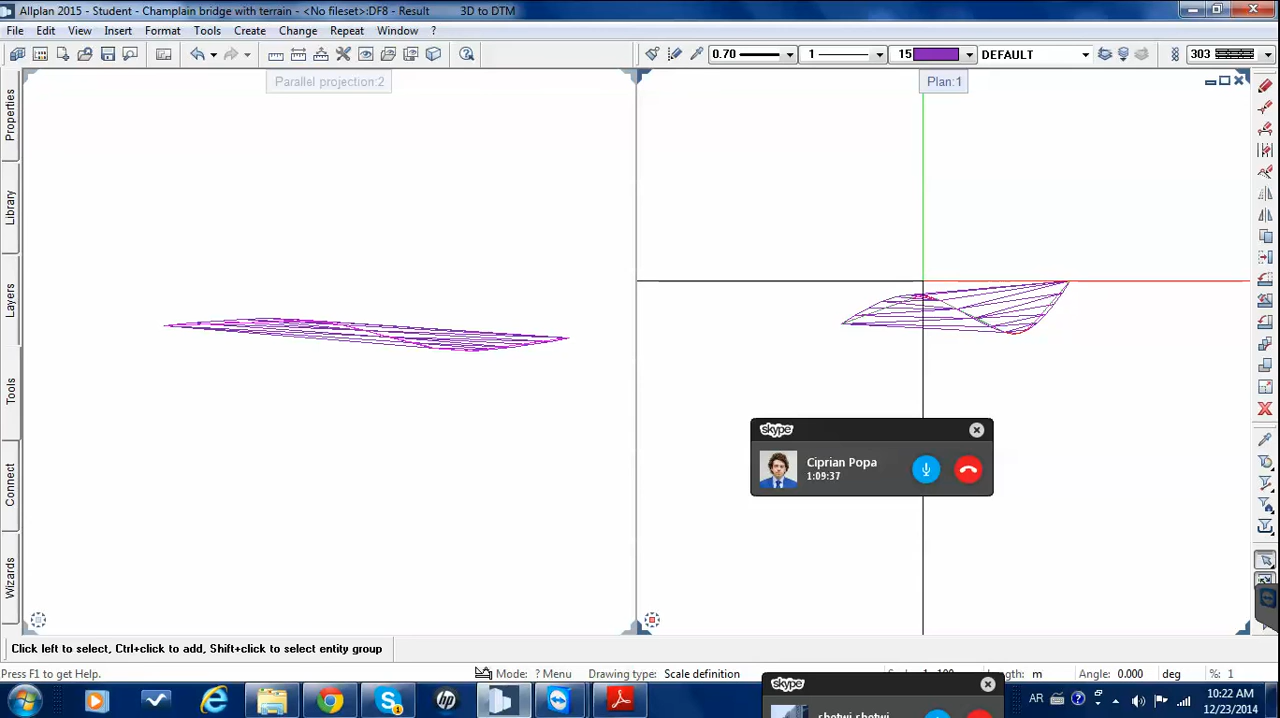 Allplan 2015 - Student - Champlain bridge with terrain - <No fileset>:DF8 - Result 3D to DTM
File Edit View Insert Format Tools Create Change Repeat Window ?
0.70 1 15 DEFAULT 303
Parallel projection:2
Plan:1
Properties
Library
Layers
Tools
Connect
Wizards
skype
Ciprian Popa
1:09:37
Click left to select, Ctrl+click to add, Shift+click to select entity group
Press F1 to get Help. Mode: ? Menu Drawing type: Scale definition m Angle: 0.000 deg %: 1
skype
AR
10:22 AM
12/23/2014